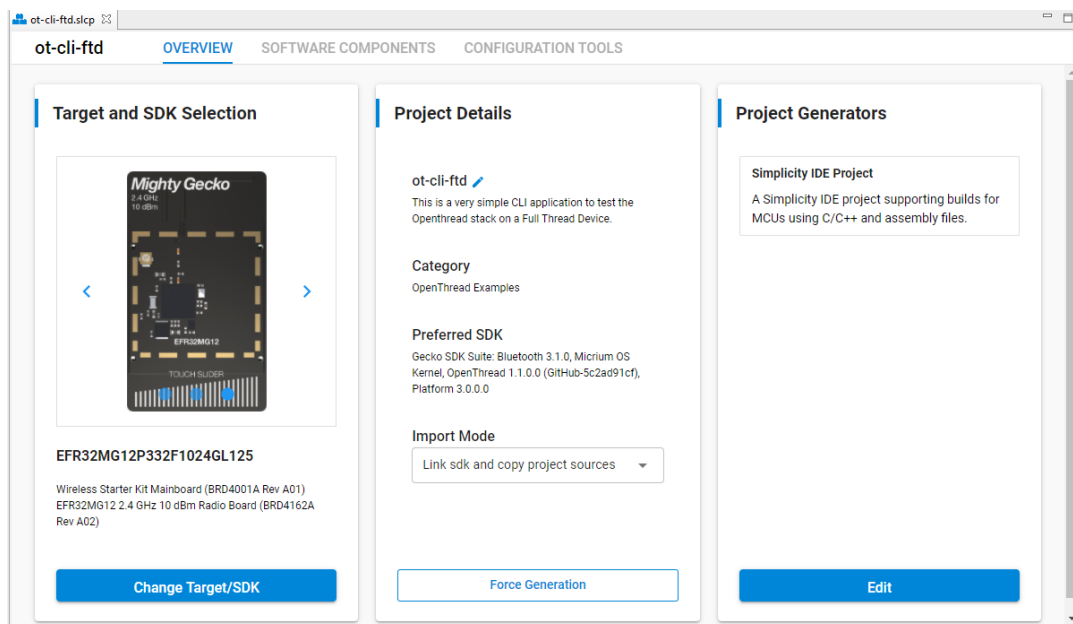 ot-cli-ftd.slcp
ot-cli-ftd
OVERVIEW
SOFTWARE COMPONENTS
CONFIGURATION TOOLS
Target and SDK Selection
Mighty Gecko
2.4 GHz
10 dBm
EFR32MG12
TOUCH SLIDER
EFR32MG12P332F1024GL125
Wireless Starter Kit Mainboard (BRD4001A Rev A01)
EFR32MG12 2.4 GHz 10 dBm Radio Board (BRD4162A
Rev A02)
Change Target/SDK
Project Details
ot-cli-ftd
This is a very simple CLI application to test the
Openthread stack on a Full Thread Device.
Category
OpenThread Examples
Preferred SDK
Gecko SDK Suite: Bluetooth 3.1.0, Micrium OS
Kernel, OpenThread 1.1.0.0 (GitHub-5c2ad91cf),
Platform 3.0.0.0
Import Mode
Link sdk and copy project sources
Force Generation
Project Generators
Simplicity IDE Project
A Simplicity IDE project supporting builds for
MCUs using C/C++ and assembly files.
Edit